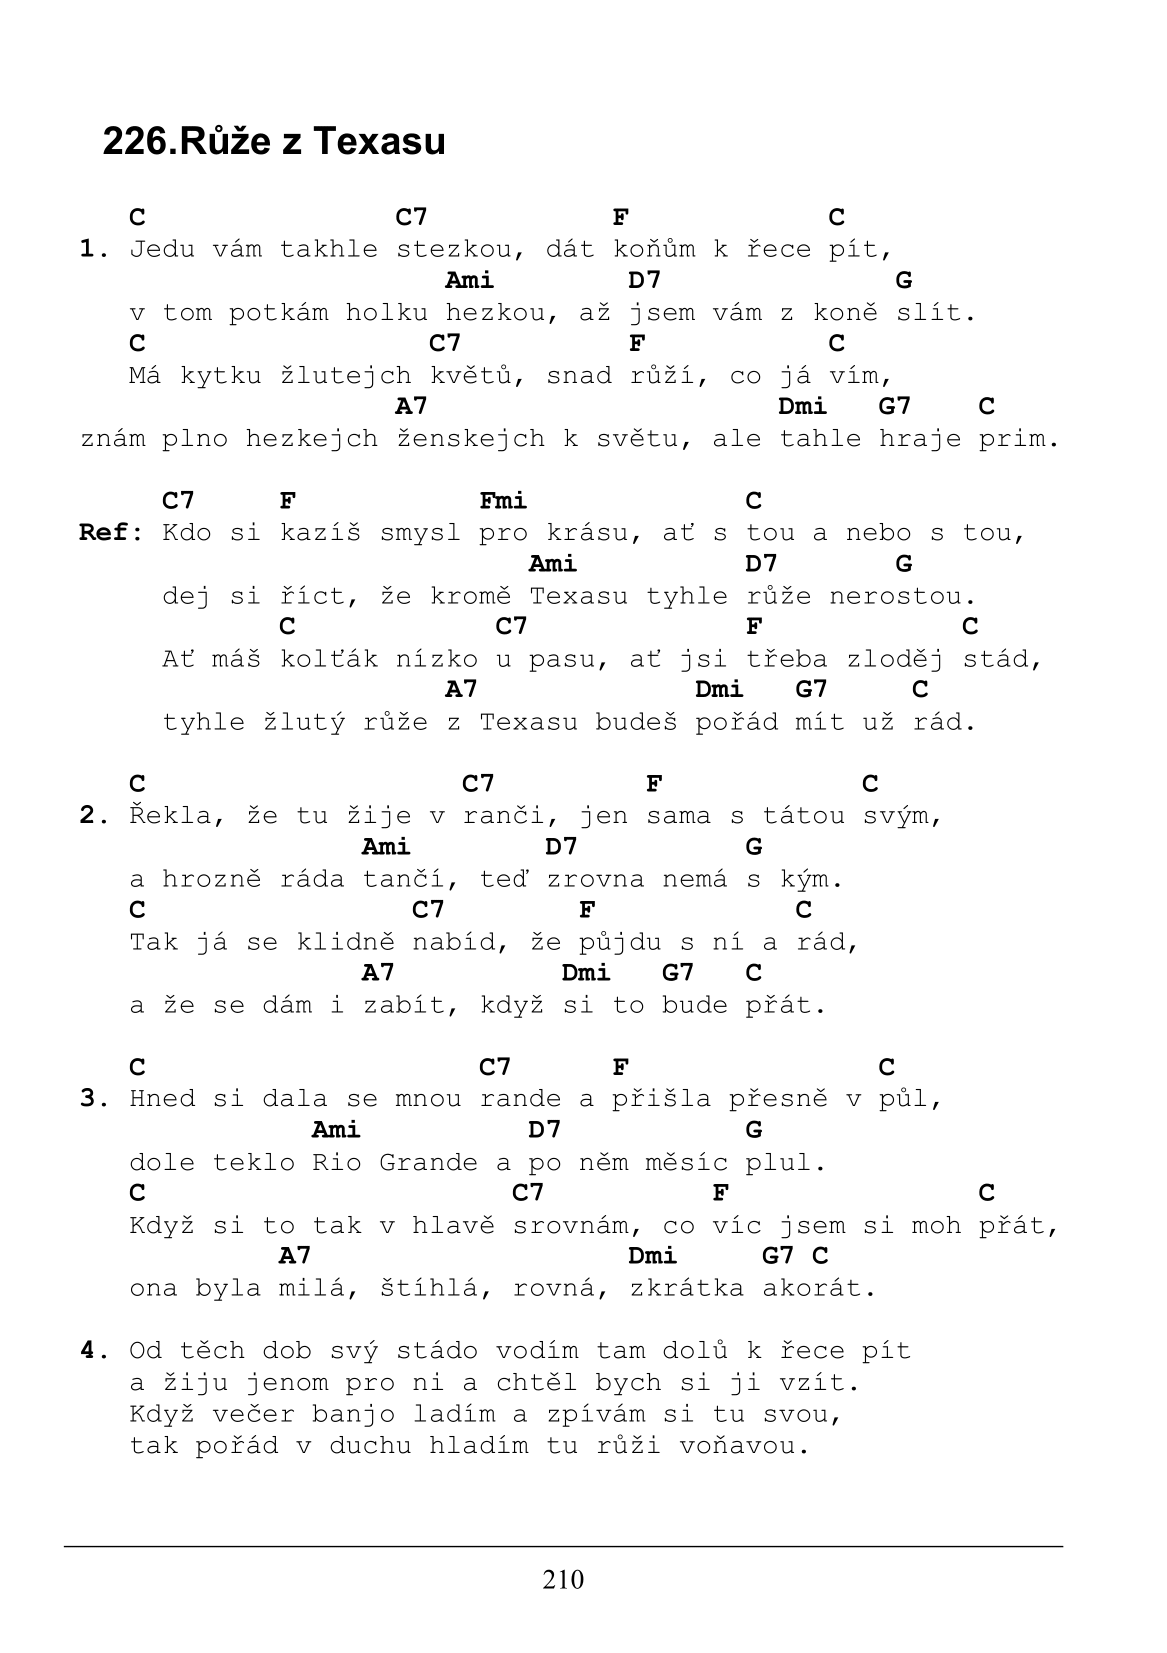 226.Růže z Texasu
C C7 F C
1. Jedu vám takhle stezkou, dát koňům k řece pít,
Ami D7 G
v tom potkám holku hezkou, až jsem vám z koně slít.
C C7 F C
Má kytku žlutejch květů, snad růží, co já vím,
A7 Dmi G7 C
znám plno hezkejch ženskejch k světu, ale tahle hraje prim.
C7 F Fmi C
Ref: Kdo si kazíš smysl pro krásu, ať s tou a nebo s tou,
Ami D7 G
dej si říct, že kromě Texasu tyhle růže nerostou.
C C7 F C
Ať máš kolťák nízko u pasu, ať jsi třeba zloděj stád,
A7 Dmi G7 C
tyhle žlutý růže z Texasu budeš pořád mít už rád.
C C7 F C
2. Řekla, že tu žije v ranči, jen sama s tátou svým,
Ami D7 G
a hrozně ráda tančí, teď zrovna nemá s kým.
C C7 F C
Tak já se klidně nabíd, že půjdu s ní a rád,
A7 Dmi G7 C
a že se dám i zabít, když si to bude přát.
C C7 F C
3. Hned si dala se mnou rande a přišla přesně v půl,
Ami D7 G
dole teklo Rio Grande a po něm měsíc plul.
C C7 F C
Když si to tak v hlavě srovnám, co víc jsem si moh přát,
A7 Dmi G7 C
ona byla milá, štíhlá, rovná, zkrátka akorát.
4. Od těch dob svý stádo vodím tam dolů k řece pít
a žiju jenom pro ni a chtěl bych si ji vzít.
Když večer banjo ladím a zpívám si tu svou,
tak pořád v duchu hladím tu růži voňavou.
210